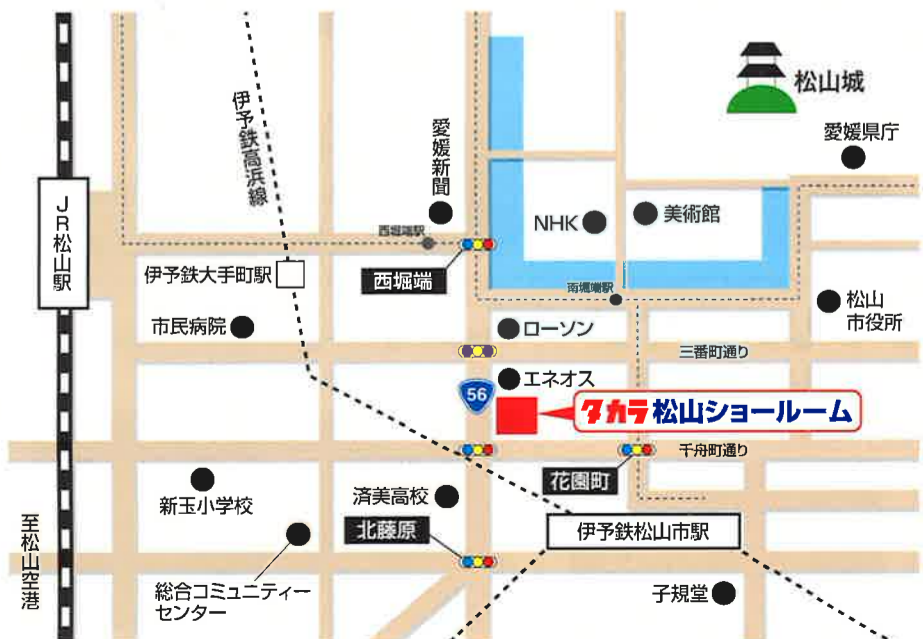 松山城
愛媛県庁
伊予鉄高浜線
愛媛新聞
JR松山駅
NHK
美術館
西堀端駅
伊予鉄大手町駅
西堀端
南堀端駅
松山
市役所
市民病院
ローソン
三番町通り
エネオス
56
タカラ松山ショールーム
千舟町通り
花園町
新玉小学校
済美高校
北藤原
伊予鉄松山市駅
至松山空港
総合コミュニティー
センター
子規堂